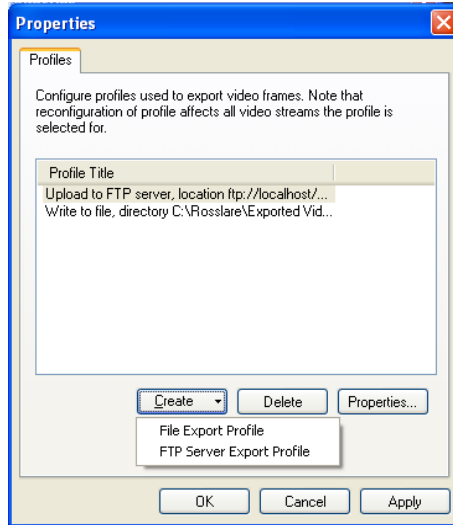 Properties
Profiles
Configure profiles used to export video frames. Note that
reconfiguration of profile affects all video streams the profile is
selected for.
Profile Title
Upload to FTP server, location ftp://localhost/...
Write to file, directory C:\Rosslare\Exported Vid...
Create Delete Properties...
File Export Profile
FTP Server Export Profile
OK Cancel Apply